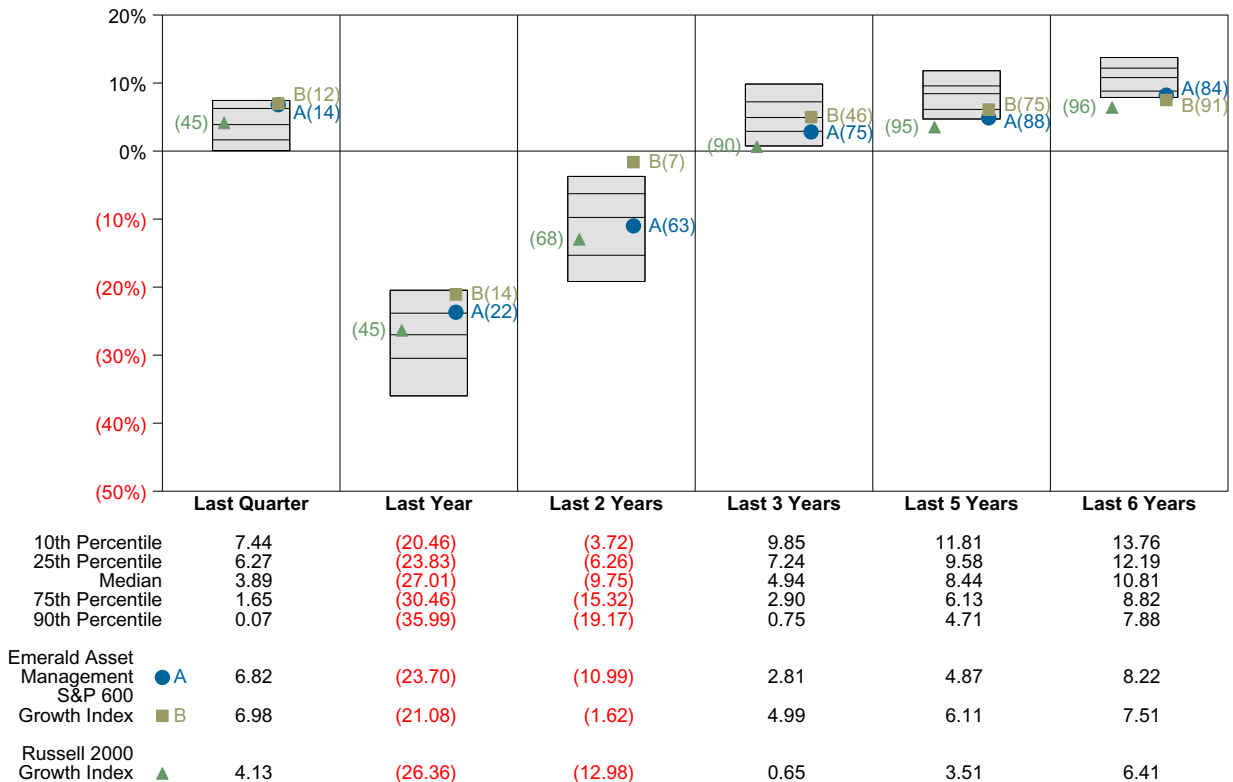 20%
10%
0%
(10%)
(20%)
(30%)
(40%)
(50%)
(45)
B(12)
A(14)
(45)
B(14)
A(22)
(68)
B(7)
A(63)
(90)
B(46)
A(75)
(95)
B(75)
A(88)
(96)
A(84)
B(91)
Last Quarter Last Year Last 2 Years Last 3 Years Last 5 Years Last 6 Years
10th Percentile 7.44 (20.46) (3.72) 9.85 11.81 13.76
25th Percentile 6.27 (23.83) (6.26) 7.24 9.58 12.19
Median 3.89 (27.01) (9.75) 4.94 8.44 10.81
75th Percentile 1.65 (30.46) (15.32) 2.90 6.13 8.82
90th Percentile 0.07 (35.99) (19.17) 0.75 4.71 7.88
Emerald Asset
Management A 6.82 (23.70) (10.99) 2.81 4.87 8.22
S&P 600
Growth Index B 6.98 (21.08) (1.62) 4.99 6.11 7.51
Russell 2000
Growth Index 4.13 (26.36) (12.98) 0.65 3.51 6.41